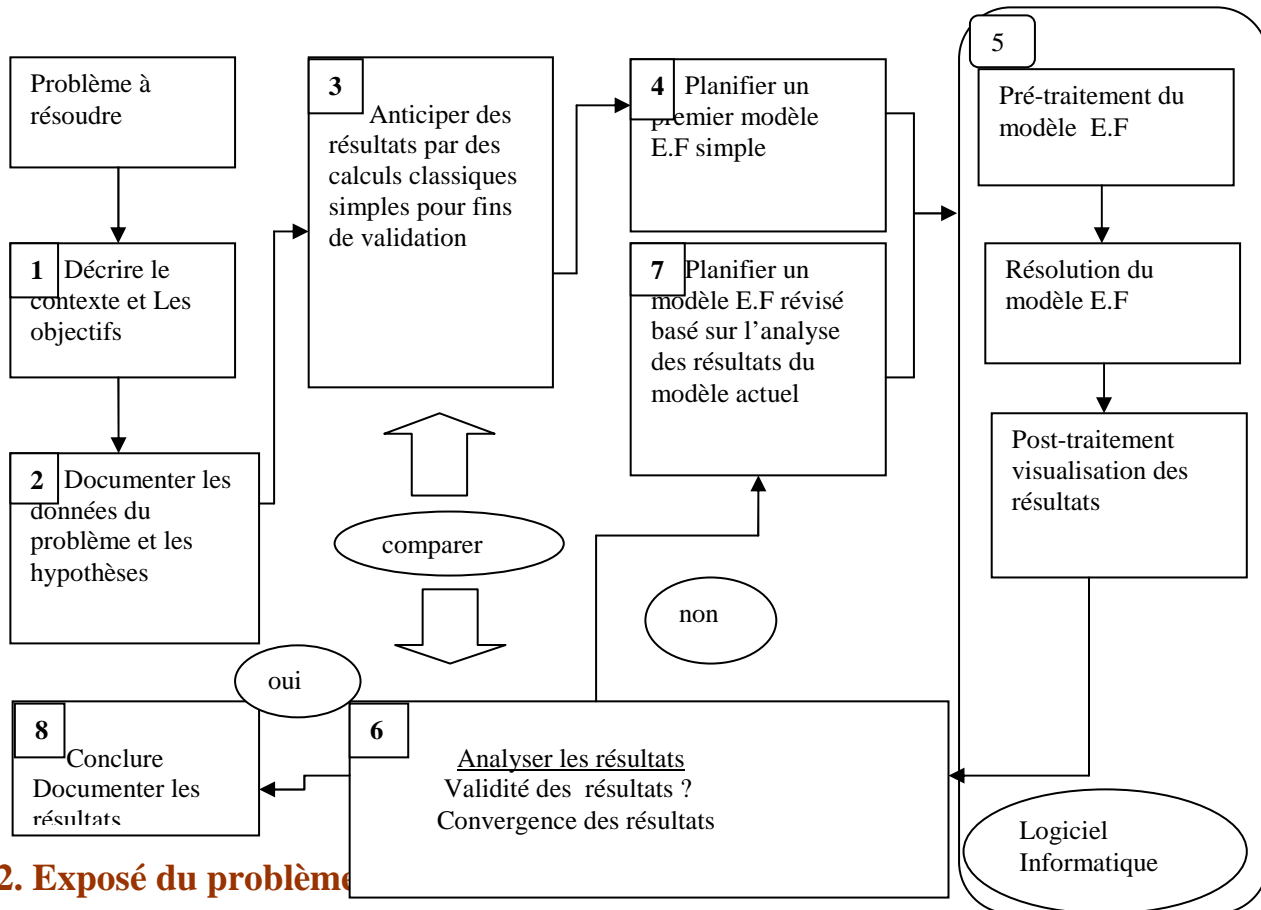 Problème à
résoudre
1 Décrire le
contexte et Les
objectifs
2 Documenter les
données du
problème et les
hypothèses
3
Anticiper des
résultats par des
calculs classiques
simples pour fins
de validation
4 Planifier un
premier modèle
E.F simple
7 Planifier un
modèle E.F révisé
basé sur l'analyse
des résultats du
modèle actuel
5
Pré-traitement du
modèle E.F
Résolution du
modèle E.F
Post-traitement
visualisation des
résultats
comparer
non
oui
8
Conclure
Documenter les
résultats
6
Analyser les résultats
Validité des résultats ?
Convergence des résultats
Logiciel
Informatique
2. Exposé du problème